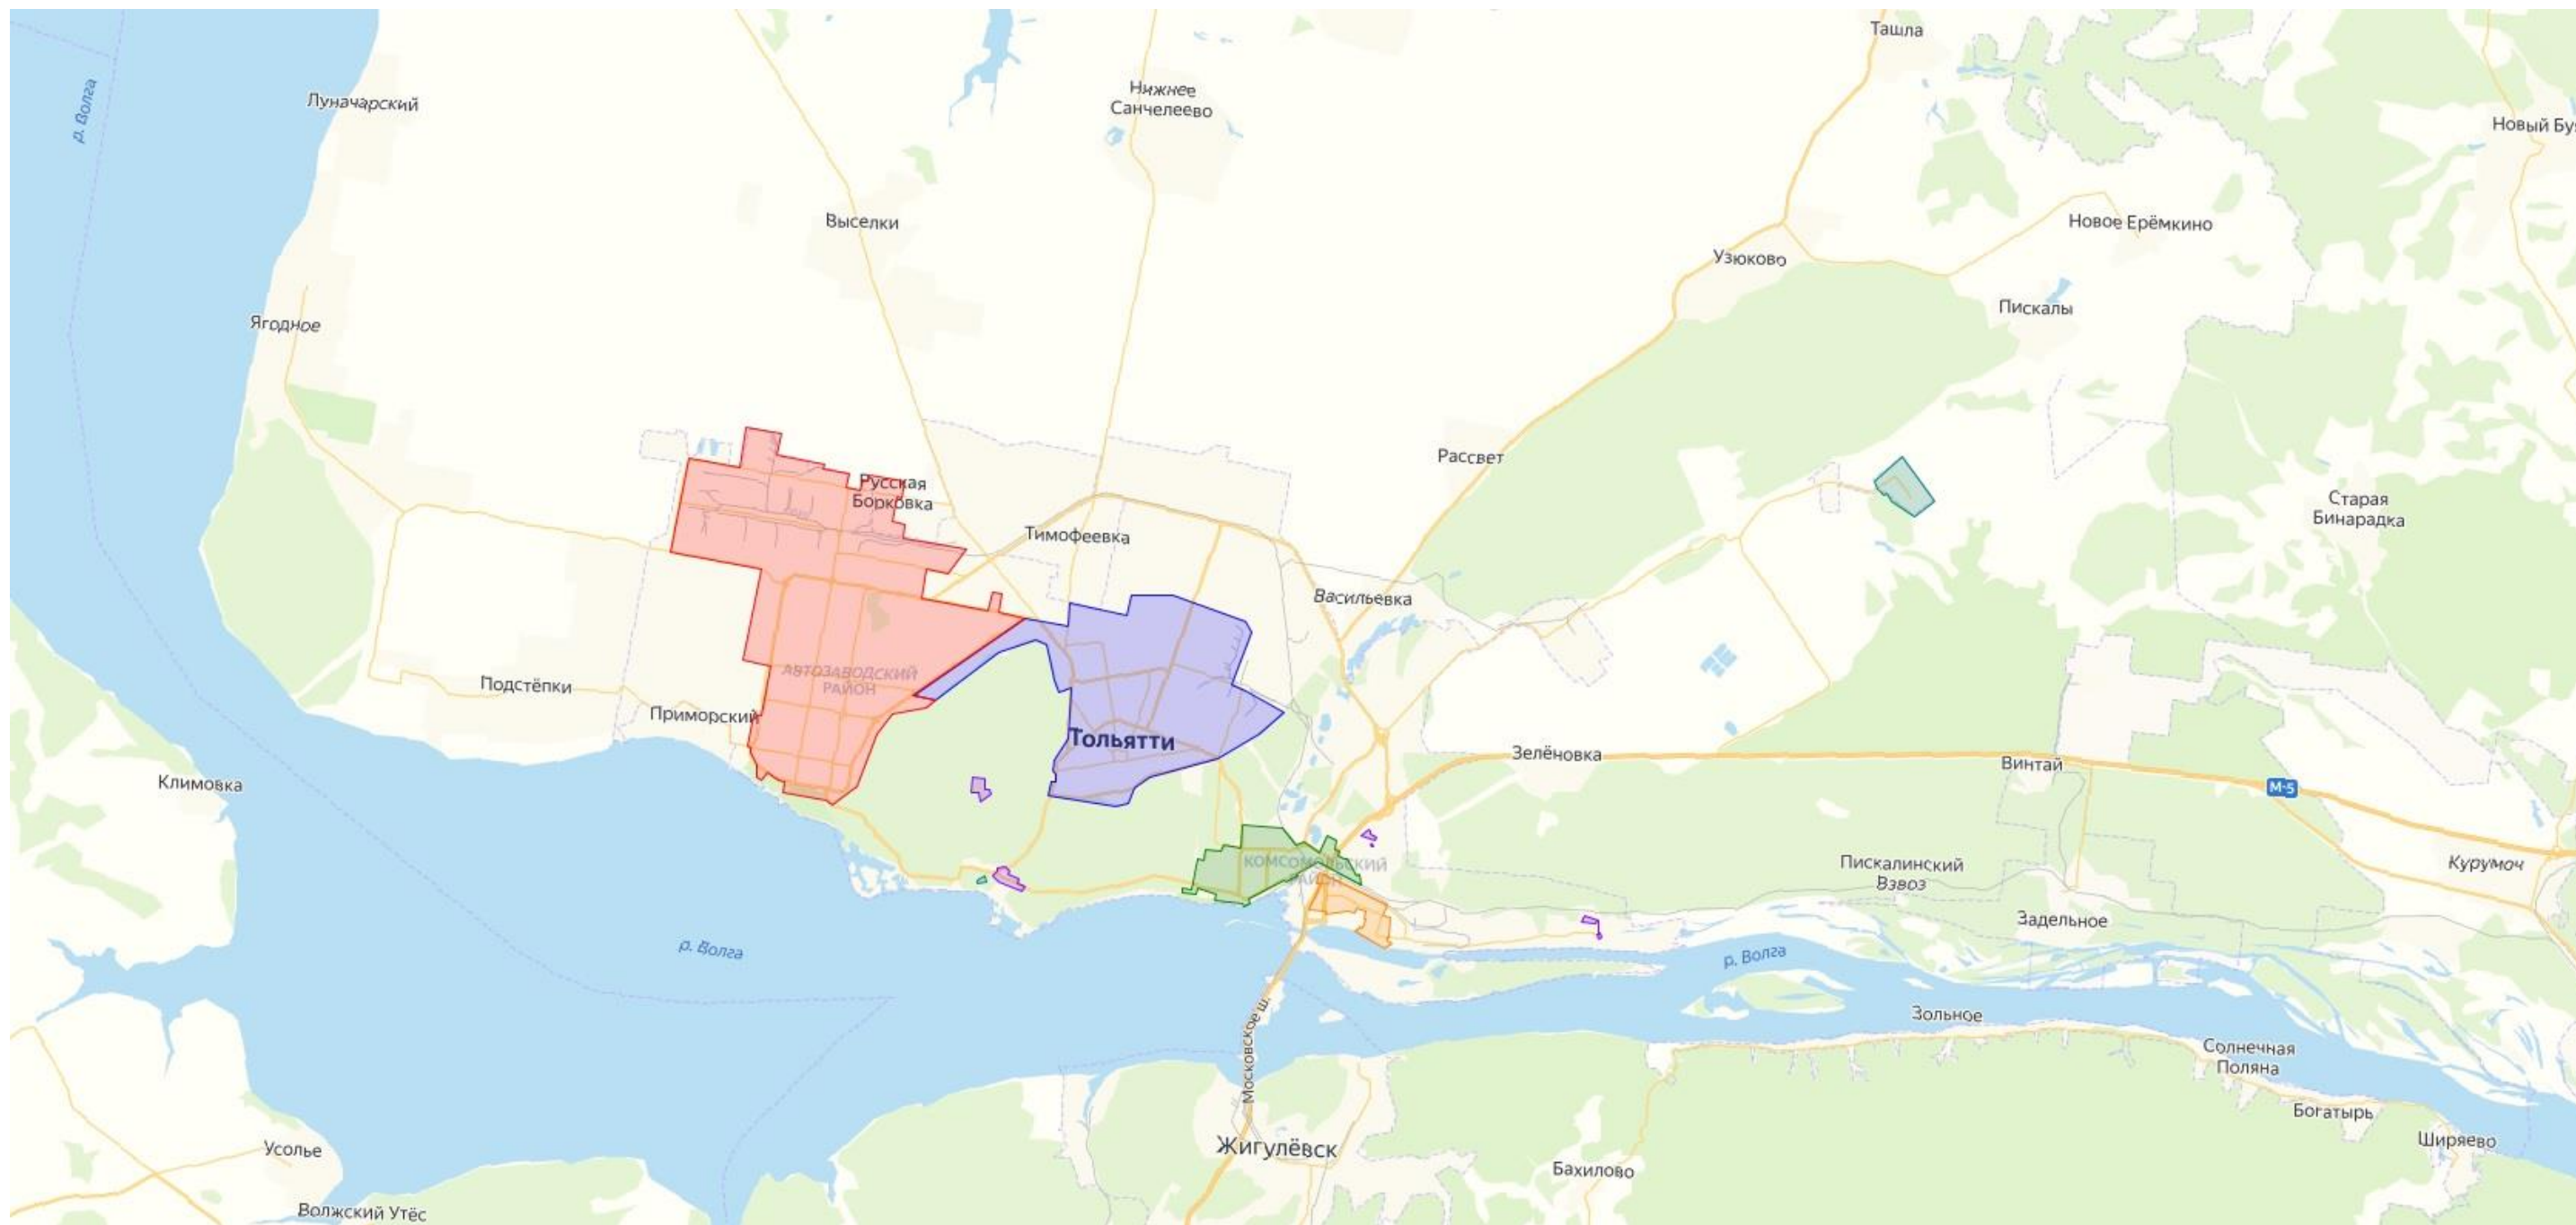 Ташла
р. Волга
Луначарский
Нижнее
Санчелеево
Новый Бу
Выселки
Новое Ерёмкино
Узюково
Пискалы
Ягодное
Рассвет
Русская
Борковка
Старая
Бинарадка
Тимофеевка
Васильевка
АВТОЗАВОДСКИЙ
РАЙОН
Подстёпки
Приморский
Тольятти
Зелёновка
Винтай
Климовка
М-5
КОМСОМОЛЬСКИЙ
РАЙОН
Пискалинский
Взвоз
Курумоч
Задельное
р. Волга
р. Волга
Зольное
Московское ш.
Солнечная
Поляна
Богатырь
Ширяево
Усолье
Жигулёвск
Бахилово
Волжский Утёс